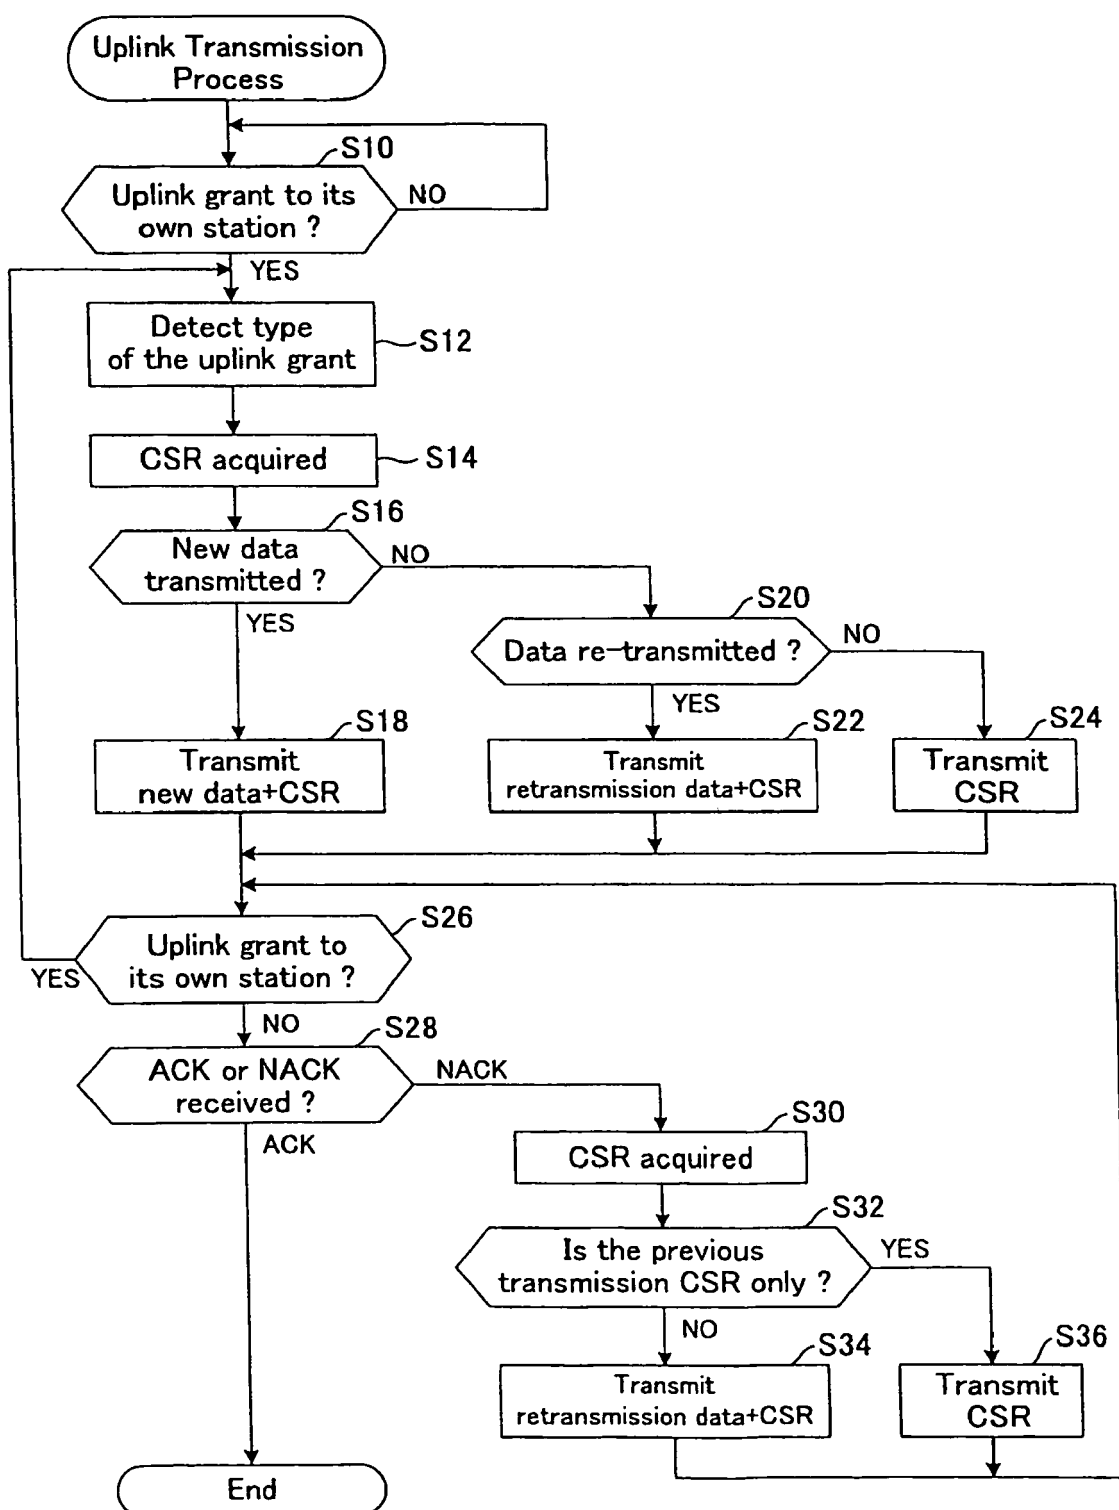 Uplink Transmission
Process
S10
Uplink grant to its
own station ?
NO
YES
Detect type
of the uplink grant
S12
CSR acquired
S14
S16
New data
transmitted ?
NO
YES
S20
Data re-transmitted ?
NO
YES
S18
Transmit
new data+CSR
S22
Transmit
retransmission data+CSR
S24
Transmit
CSR
S26
Uplink grant to
its own station ?
YES
NO
S28
ACK or NACK
received ?
NACK
ACK
S30
CSR acquired
S32
Is the previous
transmission CSR only ?
YES
NO
S34
Transmit
retransmission data+CSR
S36
Transmit
CSR
End